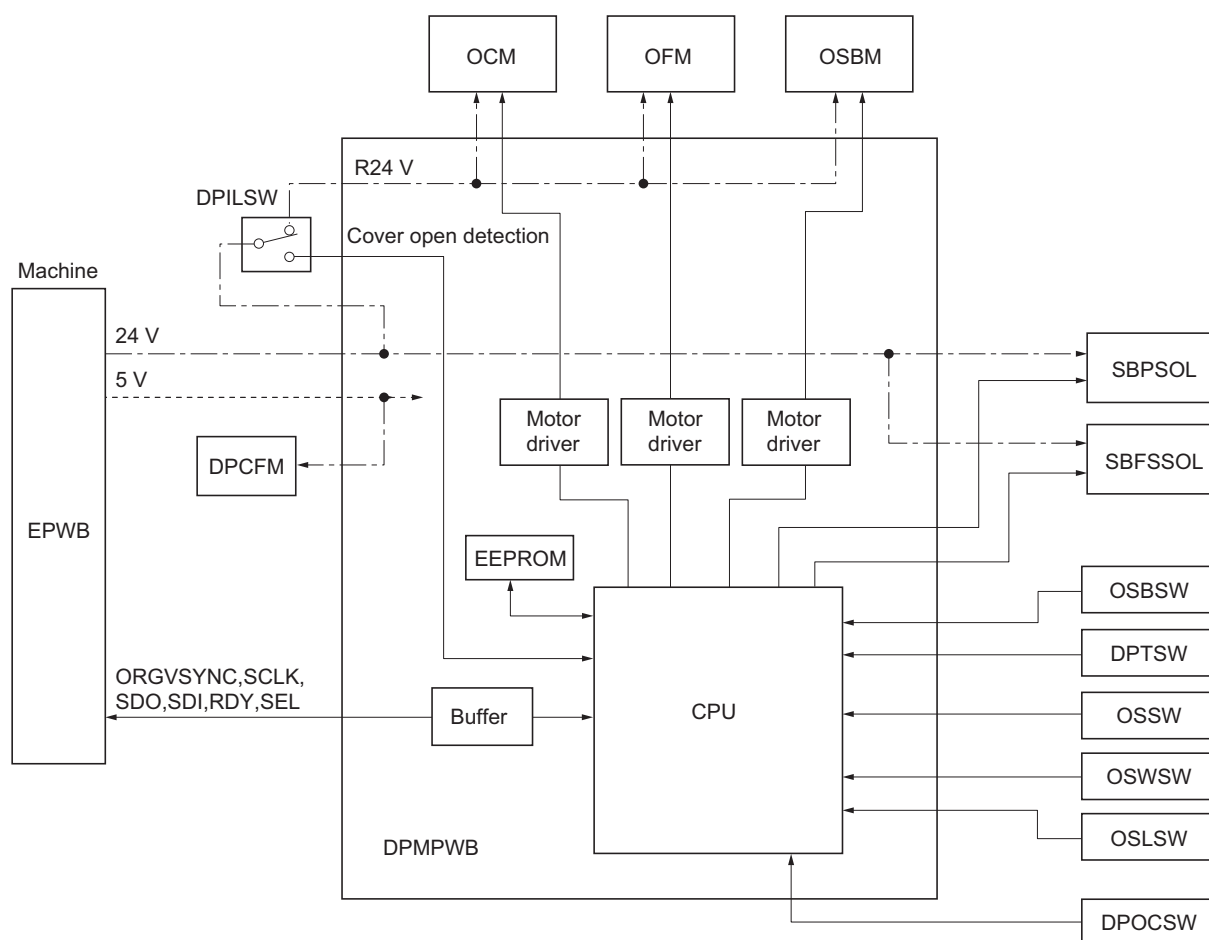 OCM
OFM
OSBM
R24 V
DPILSW
Cover open detection
Machine
24 V
5 V
SBPSOL
Motor
driver
Motor
driver
Motor
driver
DPCFM
SBFSSOL
EPWB
EEPROM
OSBSW
DPTSW
ORGVSYNC,SCLK,
SDO,SDI,RDY,SEL
Buffer
CPU
OSSW
OSWSW
DPMPWB
OSLSW
DPOCSW